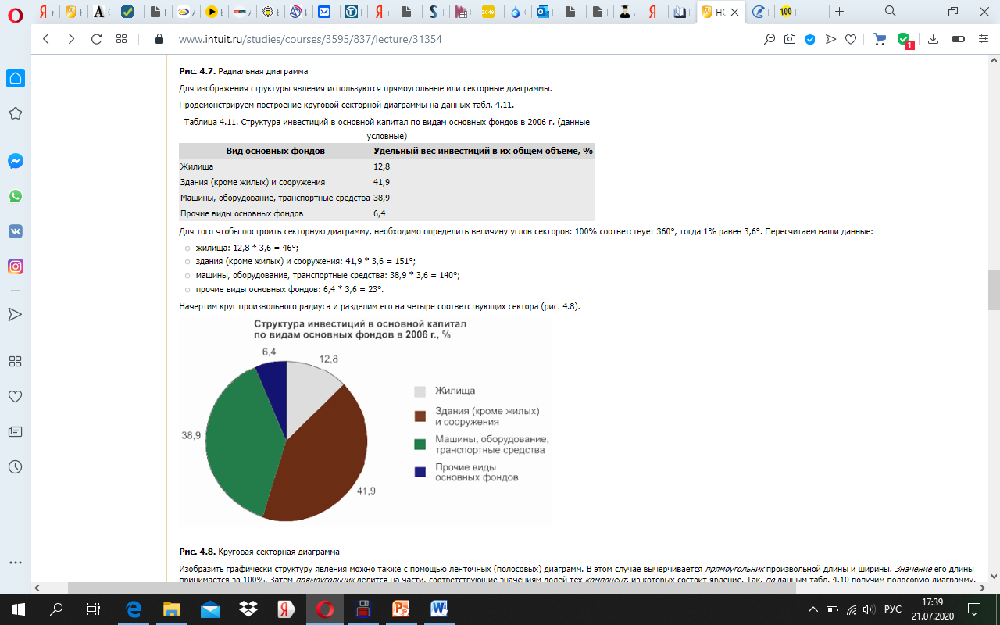 www.intuit.ru/studies/courses/3595/837/lecture/31354
Рис. 4.7. Радиальная диаграмма
Для изображения структуры явления используются прямоугольные или секторные диаграммы.
Продемонстрируем построение круговой секторной диаграммы на данных табл. 4.11.
Таблица 4.11. Структура инвестиций в основной капитал по видам основных фондов в 2006 г. (данные
условные)
Вид основных фондов Удельный вес инвестиций в их общем объеме, %
Жилища 12,8
Здания (кроме жилых) и сооружения 41,9
Машины, оборудование, транспортные средства 38,9
Прочие виды основных фондов 6,4
Для того чтобы построить секторную диаграмму, необходимо определить величину углов секторов: 100% соответствует 360°, тогда 1% равен 3,6°. Пересчитаем наши данные:
жилища: 12,8 * 3,6 = 46°;
здания (кроме жилых) и сооружения: 41,9 * 3,6 = 151°;
машины, оборудование, транспортные средства: 38,9 * 3,6 = 140°;
прочие виды основных фондов: 6,4 * 3,6 = 23°.
Начертим круг произвольного радиуса и разделим его на четыре соответствующих сектора (рис. 4.8).
Структура инвестиций в основной капитал
по видам основных фондов в 2006 г., %
6,4
12,8
38,9
41,9
Жилища
Здания (кроме жилых)
и сооружения
Машины, оборудование,
транспортные средства
Прочие виды
основных фондов
Рис. 4.8. Круговая секторная диаграмма
Изобразить графически структуру явления можно также с помощью ленточных (полосовых) диаграмм. В этом случае вычерчивается прямоугольник произвольной длины и ширины. Значение его длины
принимается за 100%. Затем прямоугольник делится на части, соответствующие значениям долей тех компонент, из которых состоит явление. Так, по данным табл. 4.10 получим полосовую диаграмму,
РУС
17:39
21.07.2020